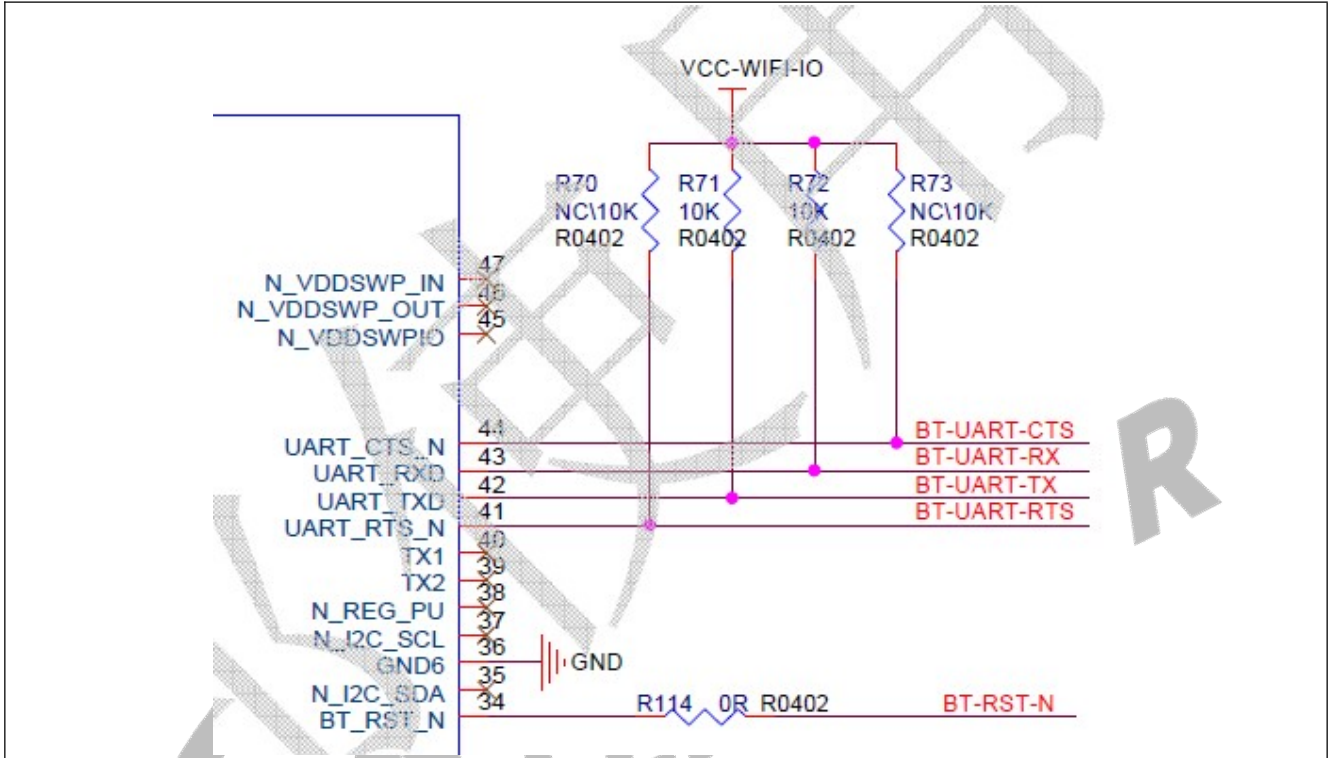 VCC-WIFI-IO
R70
NC\10K
R0402
R71
10K
R0402
R72
10K
R0402
R73
NC\10K
R0402
N_VDDSWP_IN 47
N_VDDSWP_OUT 46
N_VDDSWPIO 45
UART_CTS_N 44 BT-UART-CTS
UART_RXD 43 BT-UART-RX
UART_TXD 42 BT-UART-TX
UART_RTS_N 41 BT-UART-RTS
TX1 40
TX2 39
N_REG_PU 38
N_I2C_SCL 37
GND6 36 GND
N_I2C_SDA 35
BT_RST_N 34 R114 0R R0402 BT-RST-N
R